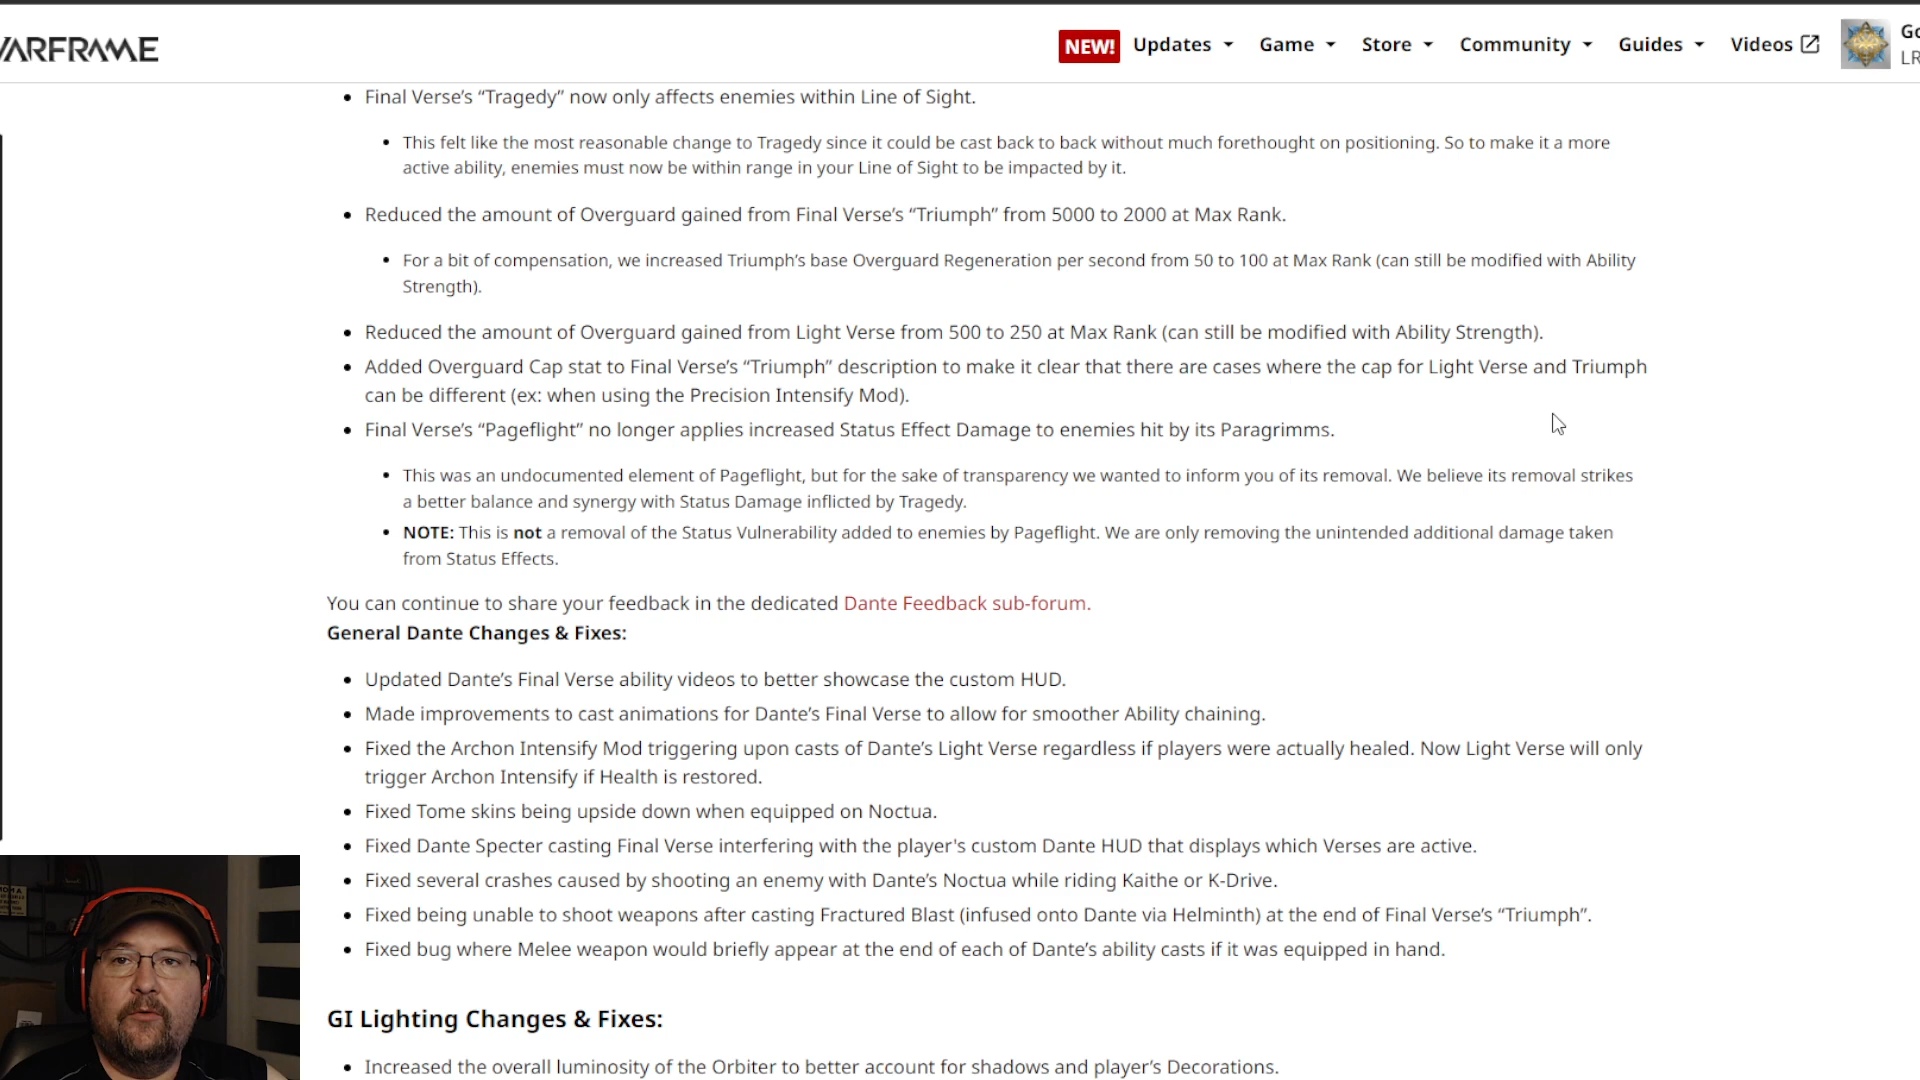 WARFRAME
NEW! Updates Game Store Community Guides Videos
Go
LR
• Final Verse’s “Tragedy” now only affects enemies within Line of Sight.
• This felt like the most reasonable change to Tragedy since it could be cast back to back without much forethought on positioning. So to make it a more
active ability, enemies must now be within range in your Line of Sight to be impacted by it.
• Reduced the amount of Overguard gained from Final Verse’s “Triumph” from 5000 to 2000 at Max Rank.
• For a bit of compensation, we increased Triumph’s base Overguard Regeneration per second from 50 to 100 at Max Rank (can still be modified with Ability
Strength).
• Reduced the amount of Overguard gained from Light Verse from 500 to 250 at Max Rank (can still be modified with Ability Strength).
• Added Overguard Cap stat to Final Verse’s “Triumph” description to make it clear that there are cases where the cap for Light Verse and Triumph
can be different (ex: when using the Precision Intensify Mod).
• Final Verse’s “Pageflight” no longer applies increased Status Effect Damage to enemies hit by its Paragrimms.
• This was an undocumented element of Pageflight, but for the sake of transparency we wanted to inform you of its removal. We believe its removal strikes
a better balance and synergy with Status Damage inflicted by Tragedy.
• NOTE: This is not a removal of the Status Vulnerability added to enemies by Pageflight. We are only removing the unintended additional damage taken
from Status Effects.
You can continue to share your feedback in the dedicated Dante Feedback sub-forum.
General Dante Changes & Fixes:
• Updated Dante’s Final Verse ability videos to better showcase the custom HUD.
• Made improvements to cast animations for Dante’s Final Verse to allow for smoother Ability chaining.
• Fixed the Archon Intensify Mod triggering upon casts of Dante’s Light Verse regardless if players were actually healed. Now Light Verse will only
trigger Archon Intensify if Health is restored.
• Fixed Tome skins being upside down when equipped on Noctua.
• Fixed Dante Specter casting Final Verse interfering with the player's custom Dante HUD that displays which Verses are active.
• Fixed several crashes caused by shooting an enemy with Dante’s Noctua while riding Kaithe or K-Drive.
• Fixed being unable to shoot weapons after casting Fractured Blast (infused onto Dante via Helminth) at the end of Final Verse’s “Triumph”.
• Fixed bug where Melee weapon would briefly appear at the end of each of Dante’s ability casts if it was equipped in hand.
GI Lighting Changes & Fixes:
• Increased the overall luminosity of the Orbiter to better account for shadows and player’s Decorations.